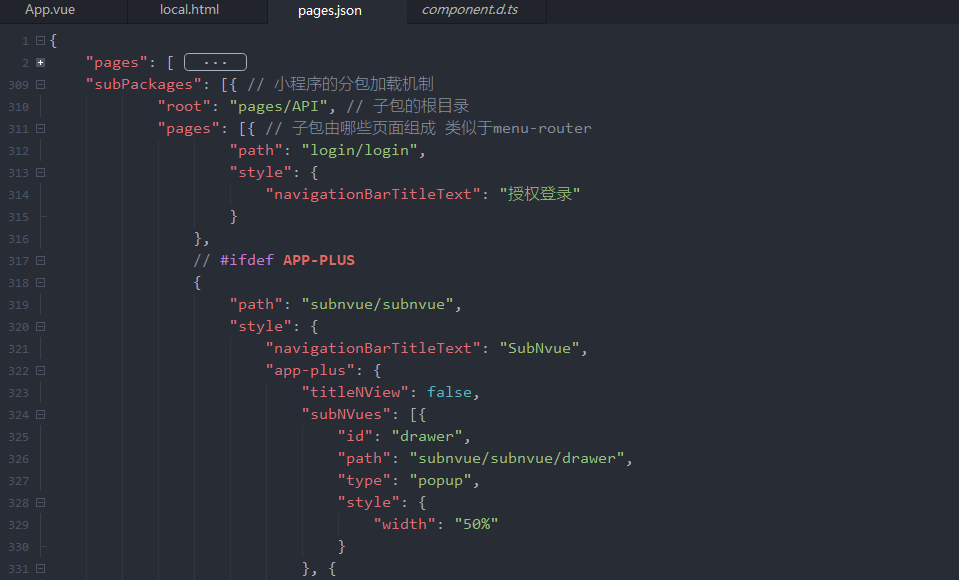 App.vue local.html pages.json component.d.ts
1 {
2 "pages": [ ...
309 "subPackages": [{ // 小程序的分包加载机制
310 "root": "pages/API", // 子包的根目录
311 "pages": [{ // 子包由哪些页面组成 类似于menu-router
312 "path": "login/login",
313 "style": {
314 "navigationBarTitleText": "授权登录"
315 }
316 },
317 // #ifdef APP-PLUS
318 {
319 "path": "subnvue/subnvue",
320 "style": {
321 "navigationBarTitleText": "SubNvue",
322 "app-plus": {
323 "titleNView": false,
324 "subNVues": [{
325 "id": "drawer",
326 "path": "subnvue/subnvue/drawer",
327 "type": "popup",
328 "style": {
329 "width": "50%"
330 }
331 }, {